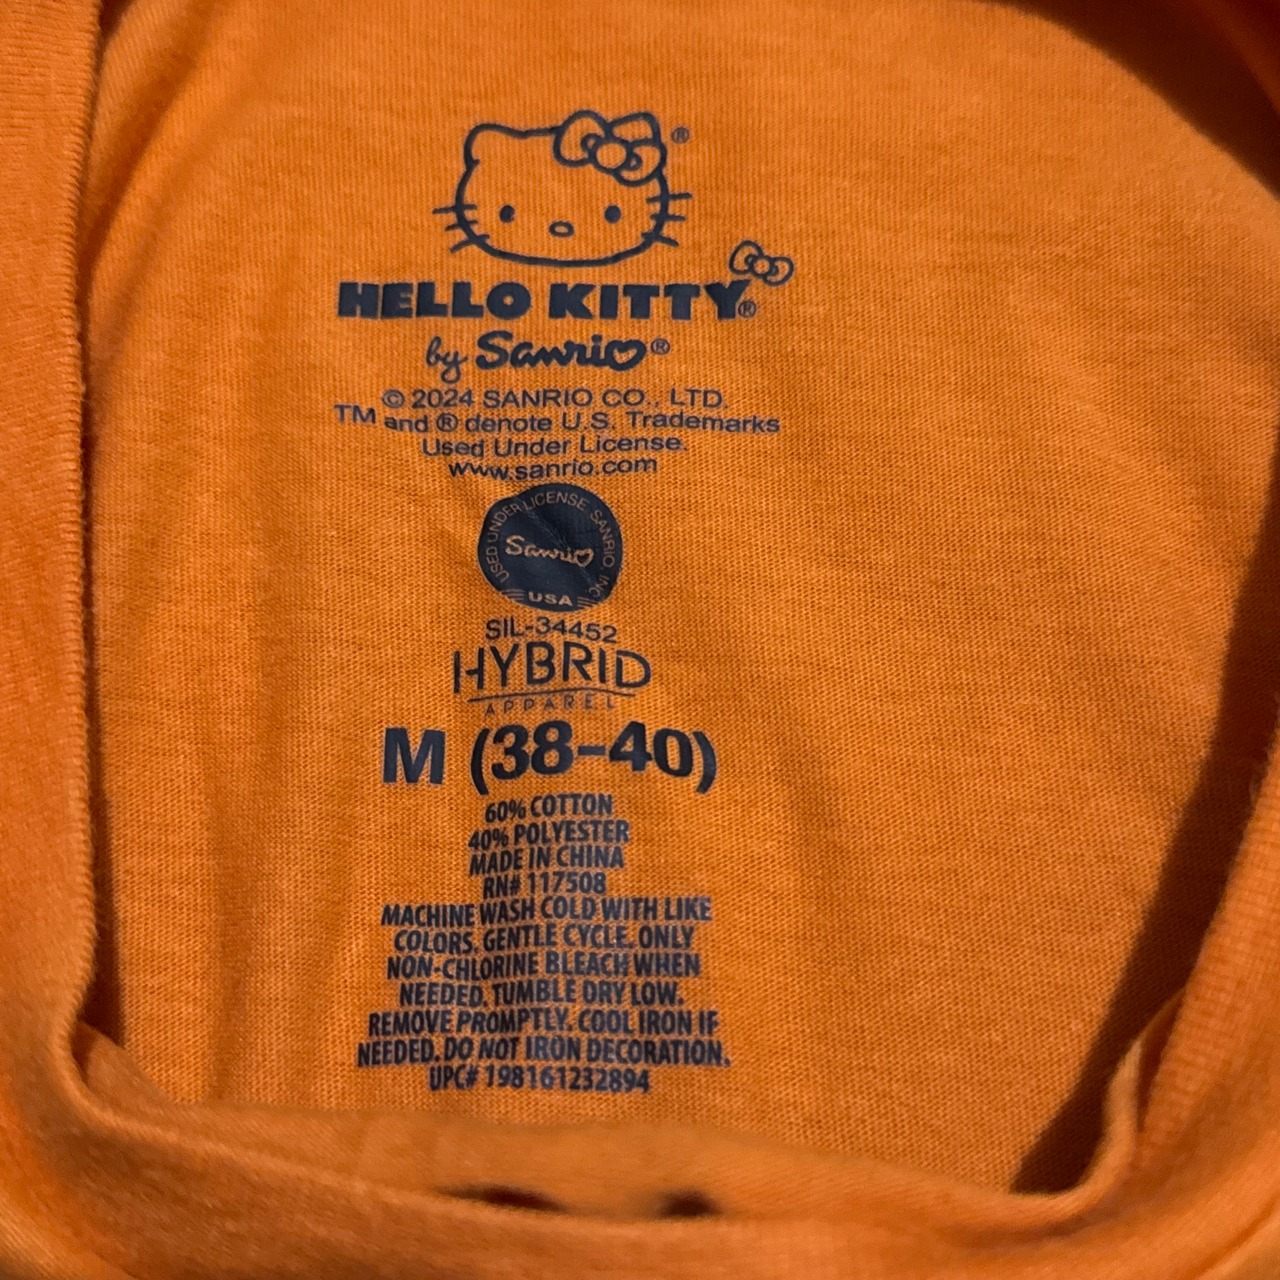 ®
HELLO KITTY®
by Sanrio®
© 2024 SANRIO CO., LTD.
TM and ® denote U.S. Trademarks
Used Under License.
www.sanrio.com
USED UNDER LICENSE SANRIO, INC.
Sanrio
USA
SIL-34452
HYBRID
APPAREL
M (38-40)
60% COTTON
40% POLYESTER
MADE IN CHINA
RN# 117508
MACHINE WASH COLD WITH LIKE
COLORS, GENTLE CYCLE. ONLY
NON-CHLORINE BLEACH WHEN
NEEDED. TUMBLE DRY LOW.
REMOVE PROMPTLY. COOL IRON IF
NEEDED. DO NOT IRON DECORATION.
UPC# 198161232894